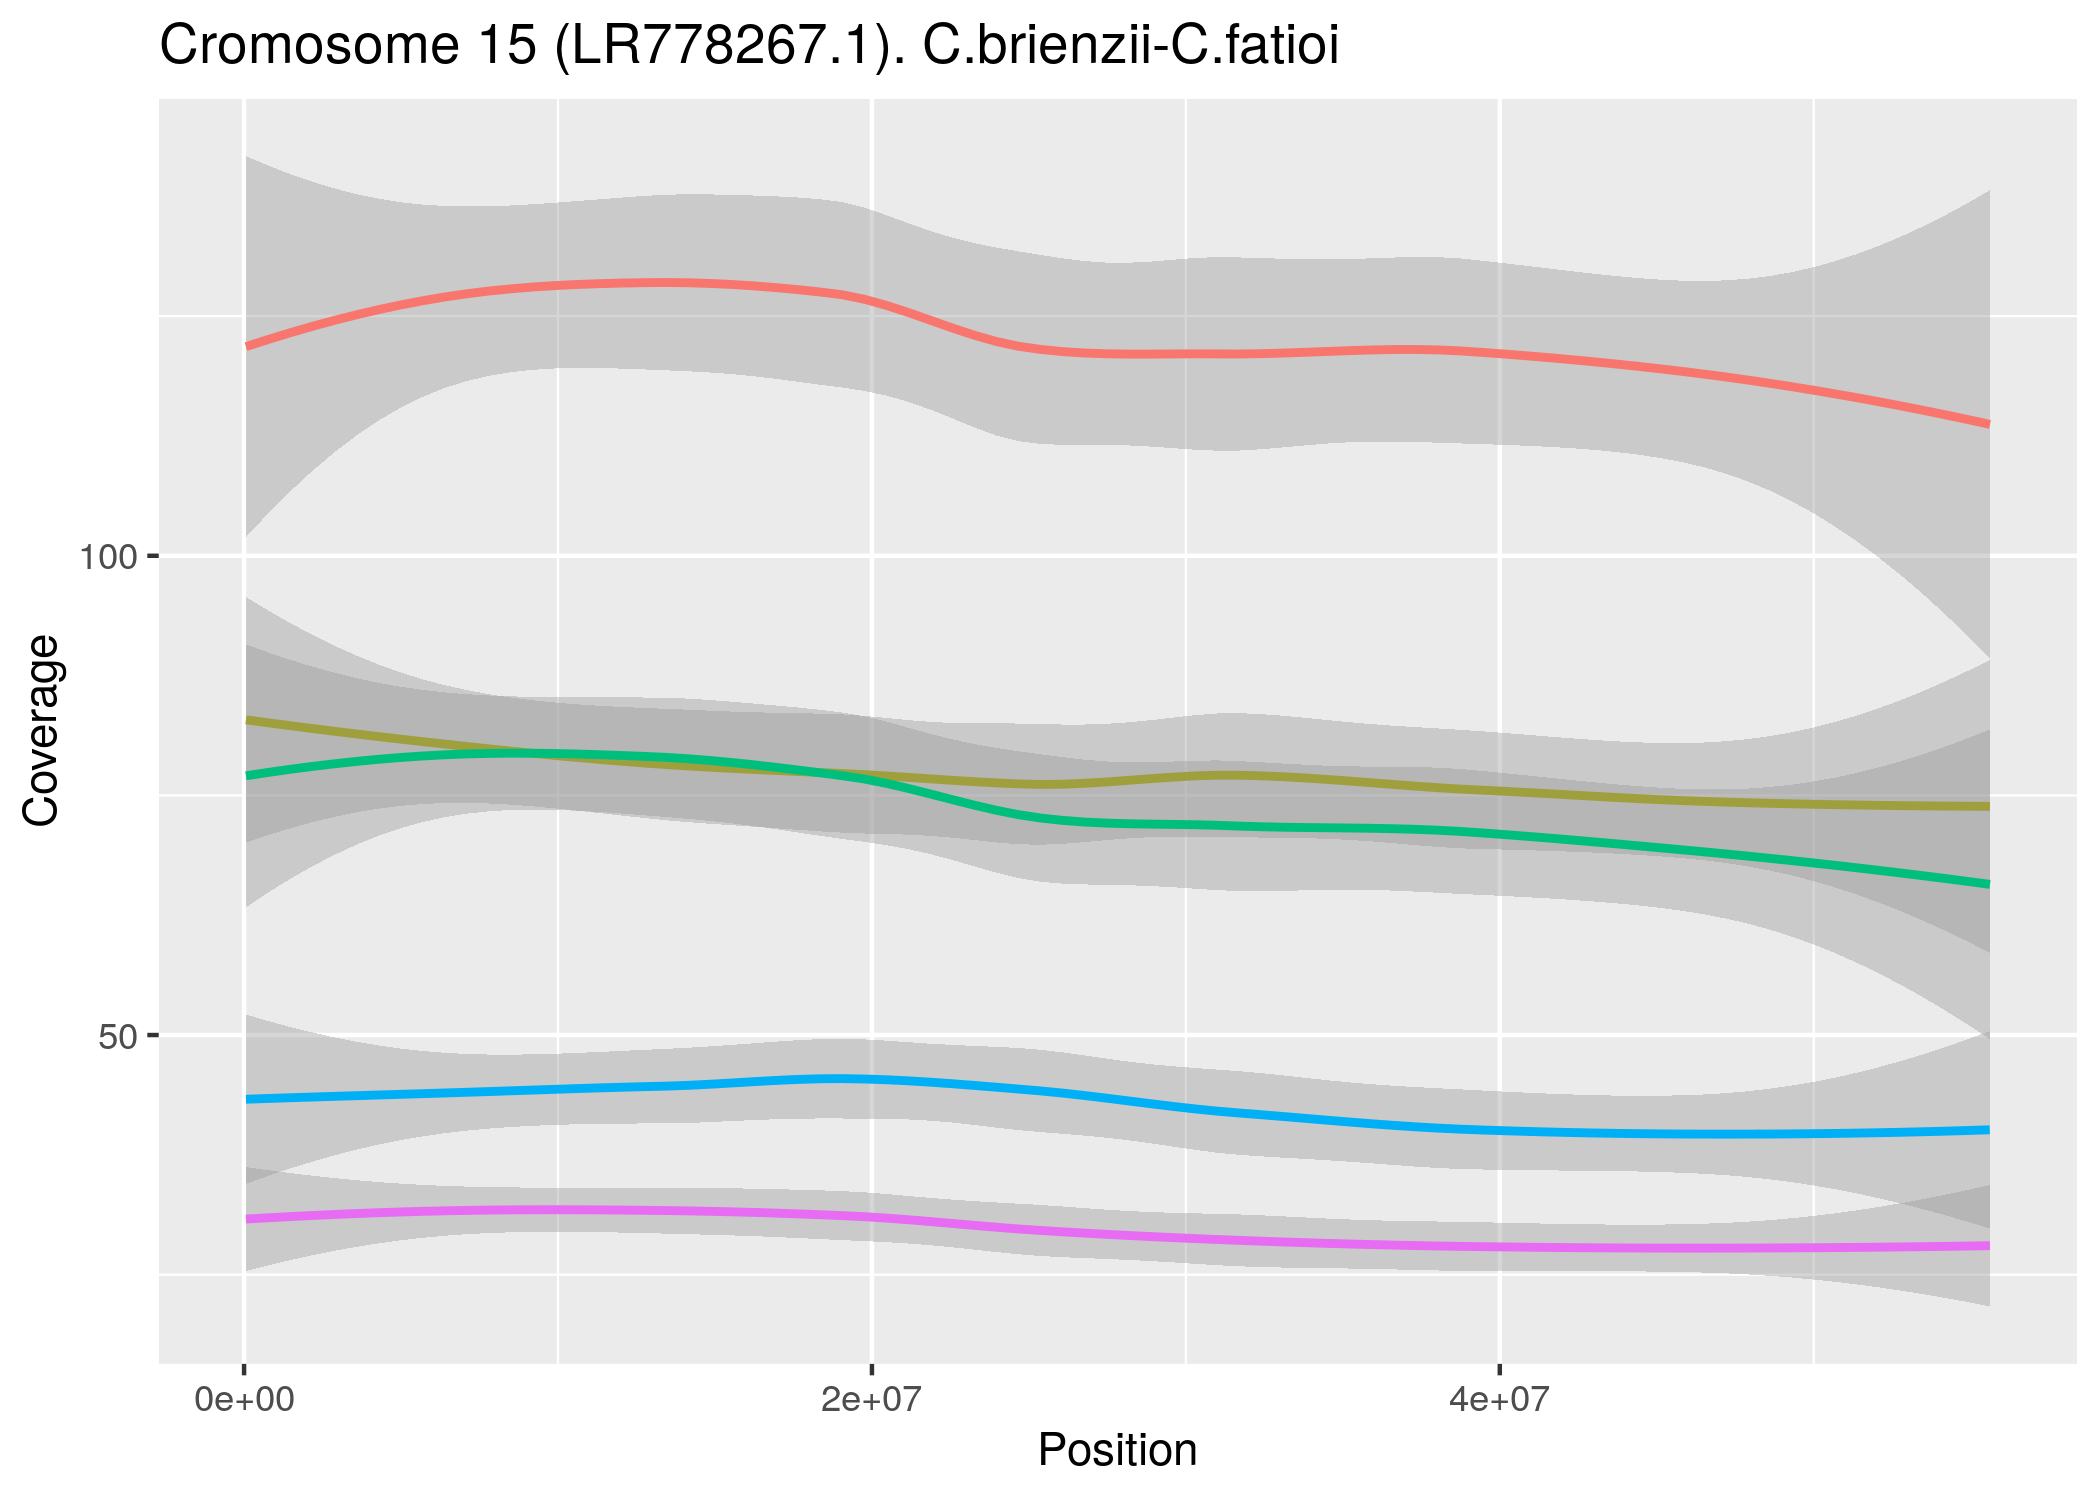 Cromosome 15 (LR778267.1). C.brienzii-C.fatioi
100
50
Coverage
0e+00
2e+07
4e+07
Position